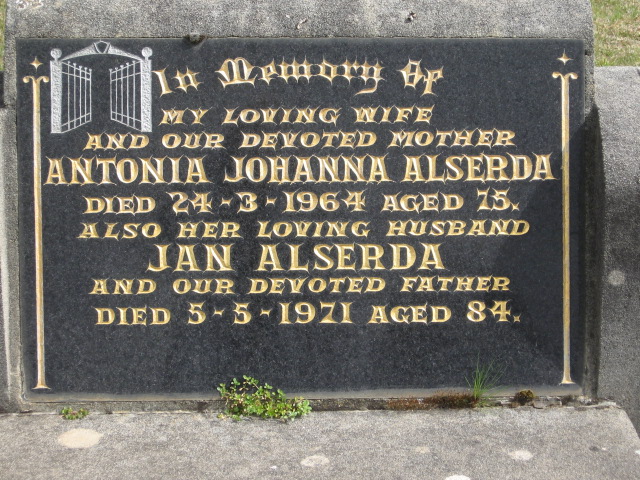 In Memory Of
MY LOVING WIFE
AND OUR DEVOTED MOTHER
ANTONIA JOHANNA ALSERDA
DIED 24-3-1964 AGED 75.
ALSO HER LOVING HUSBAND
JAN ALSERDA
AND OUR DEVOTED FATHER
DIED 5-5-1971 AGED 84.